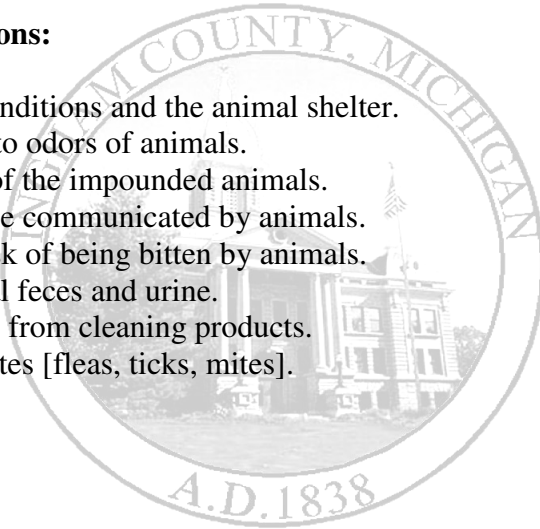 ons:
nditions and the animal shelter.
to odors of animals.
of the impounded animals.
e communicated by animals.
k of being bitten by animals.
l feces and urine.
from cleaning products.
tes [fleas, ticks, mites].
INGHAM COUNTY, MICHIGAN
A.D.1838